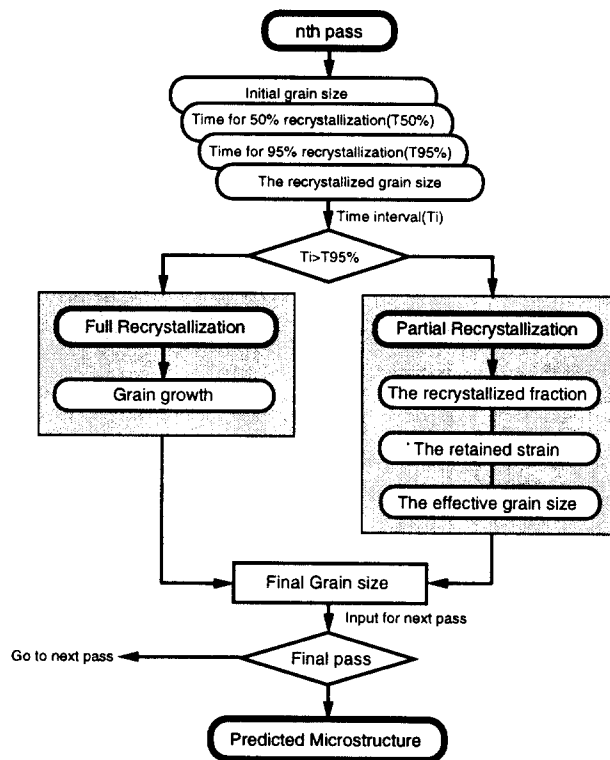 nth pass
Initial grain size
Time for 50% recrystallization(T50%)
Time for 95% recrystallization(T95%)
The recrystallized grain size
Time interval(Ti)
Ti>T95%
Full Recrystallization
Grain growth
Partial Recrystallization
The recrystallized fraction
The retained strain
The effective grain size
Final Grain size
Input for next pass
Final pass
Go to next pass
Predicted Microstructure